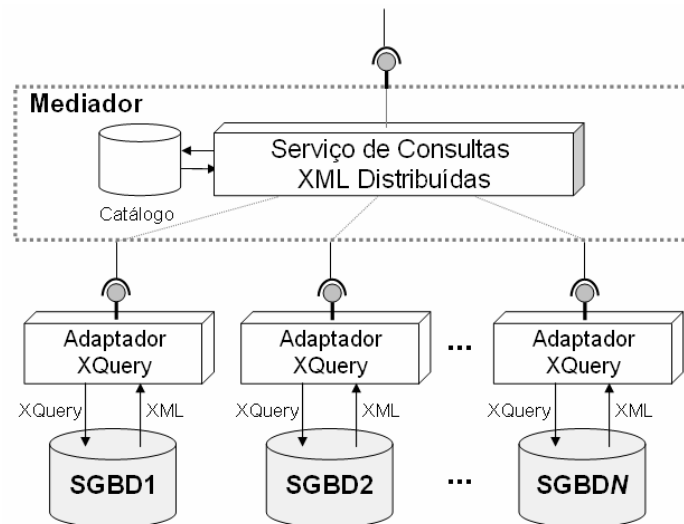 Mediador
Serviço de Consultas
XML Distribuídas
Catálogo
Adaptador
XQuery
Adaptador
XQuery
...
Adaptador
XQuery
XQuery
XML
XQuery
XML
XQuery
XML
SGBD1
SGBD2
...
SGBDN